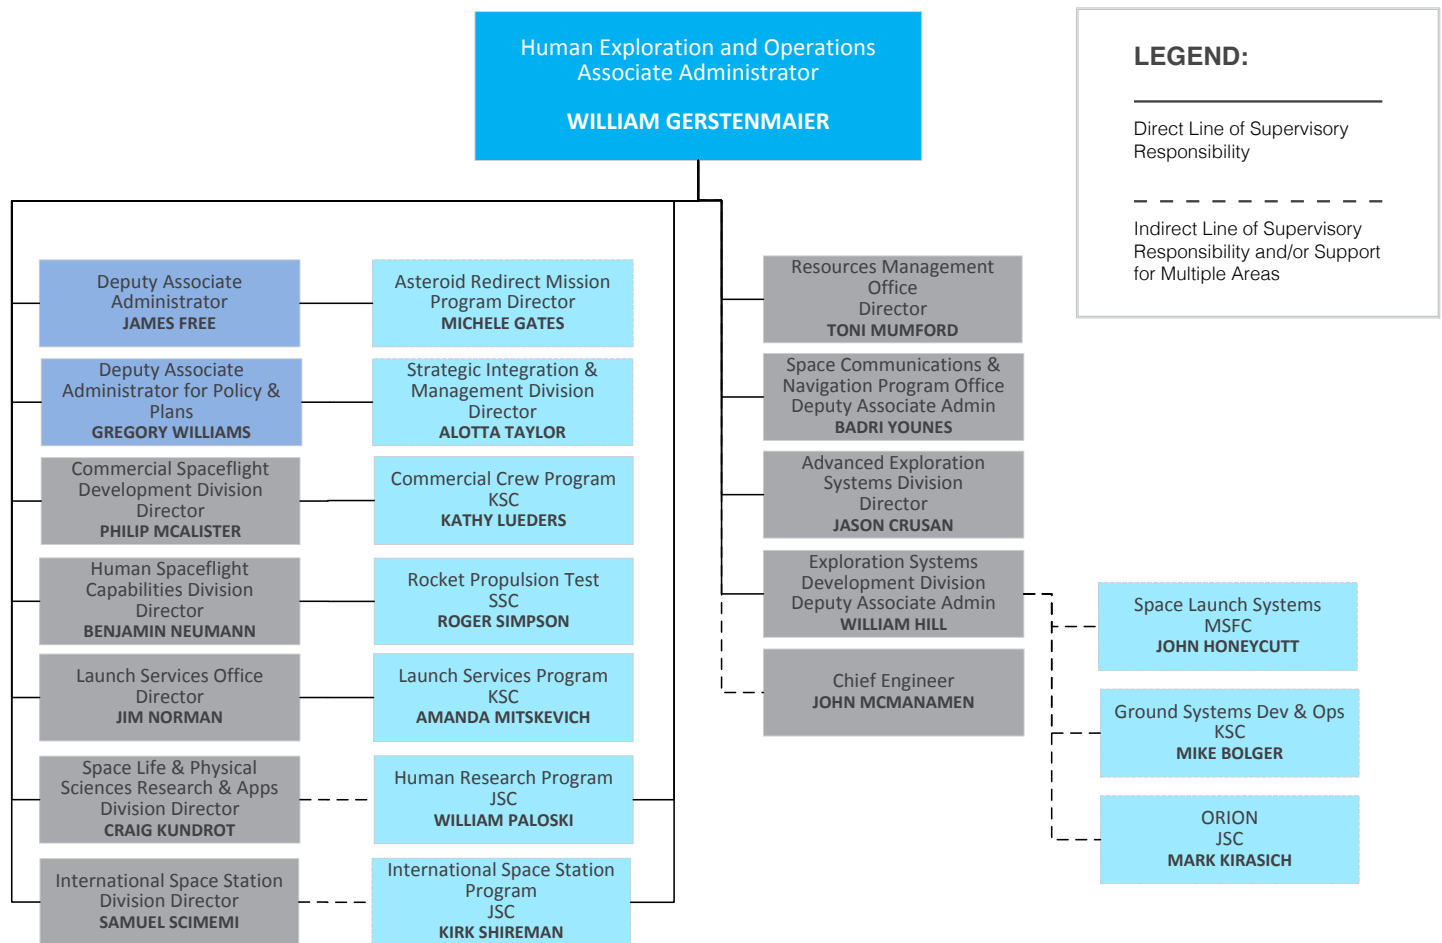 Human Exploration and Operations
Associate Administrator
WILLIAM GERSTENMAIER
LEGEND:
Direct Line of Supervisory
Responsibility
Indirect Line of Supervisory
Responsibility and/or Support
for Multiple Areas
Deputy Associate
Administrator
JAMES FREE
Asteroid Redirect Mission
Program Director
MICHELE GATES
Deputy Associate
Administrator for Policy &
Plans
GREGORY WILLIAMS
Strategic Integration &
Management Division
Director
ALOTTA TAYLOR
Commercial Spaceflight
Development Division
Director
PHILIP MCALISTER
Commercial Crew Program
KSC
KATHY LUEDERS
Human Spaceflight
Capabilities Division
Director
BENJAMIN NEUMANN
Rocket Propulsion Test
SSC
ROGER SIMPSON
Launch Services Office
Director
JIM NORMAN
Launch Services Program
KSC
AMANDA MITSKEVICH
Space Life & Physical
Sciences Research & Apps
Division Director
CRAIG KUNDROT
Human Research Program
JSC
WILLIAM PALOSKI
International Space Station
Division Director
SAMUEL SCIMEMI
International Space Station
Program
JSC
KIRK SHIREMAN
Resources Management
Office
Director
TONI MUMFORD
Space Communications &
Navigation Program Office
Deputy Associate Admin
BADRI YOUNES
Advanced Exploration
Systems Division
Director
JASON CRUSAN
Exploration Systems
Development Division
Deputy Associate Admin
WILLIAM HILL
Chief Engineer
JOHN MCMANAMEN
Space Launch Systems
MSFC
JOHN HONEYCUTT
Ground Systems Dev & Ops
KSC
MIKE BOLGER
ORION
JSC
MARK KIRASICH